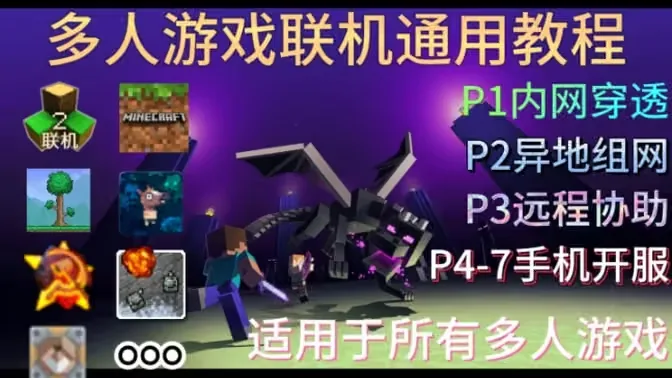 多人游戏联机通用教程
P1内网穿透
2
联机
MINECRAFT
P2异地组网
P3远程协助
P4-7手机开服
适用于所有多人游戏